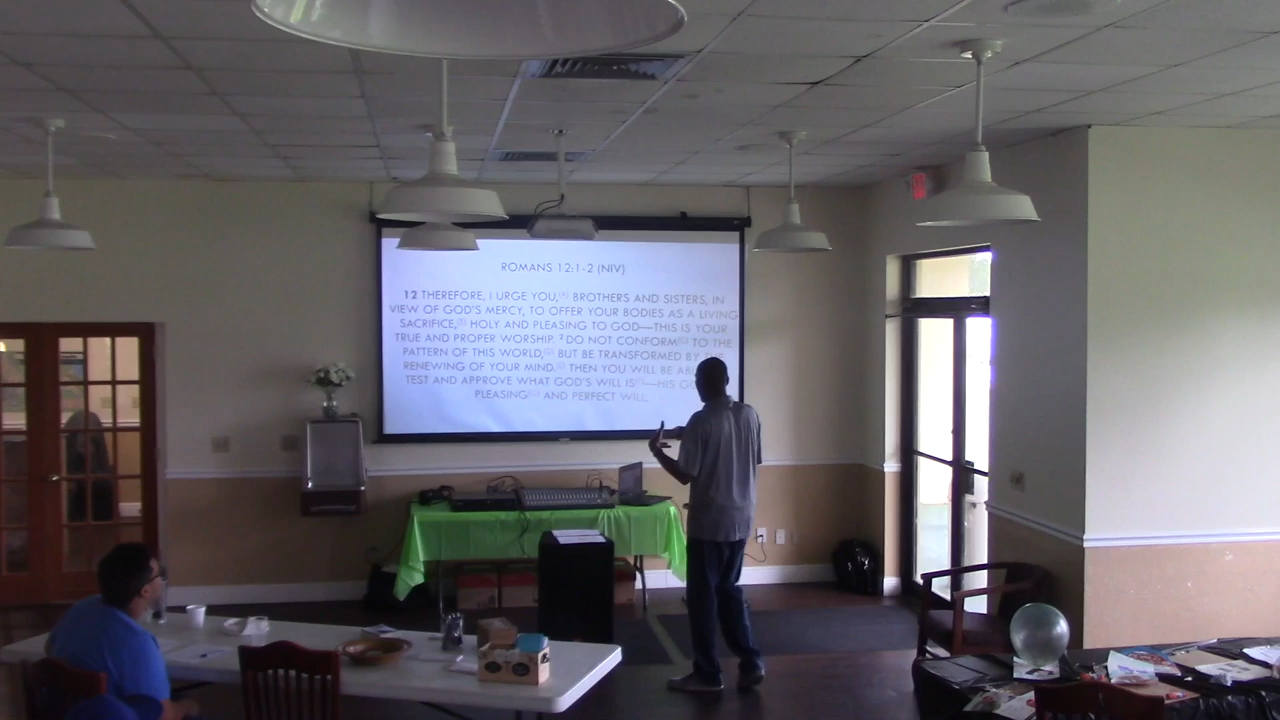 ROMANS 12:1-2 (NIV)
12 THEREFORE, I URGE YOU, BROTHERS AND SISTERS, IN
VIEW OF GOD'S MERCY, TO OFFER YOUR BODIES AS A LIVING
SACRIFICE, HOLY AND PLEASING TO GOD—THIS IS YOUR
TRUE AND PROPER WORSHIP. 2 DO NOT CONFORM TO THE
PATTERN OF THIS WORLD, BUT BE TRANSFORMED BY THE
RENEWING OF YOUR MIND. THEN YOU WILL BE
TEST AND APPROVE WHAT GOD'S WILL IS—HIS
PLEASING AND PERFECT WILL.